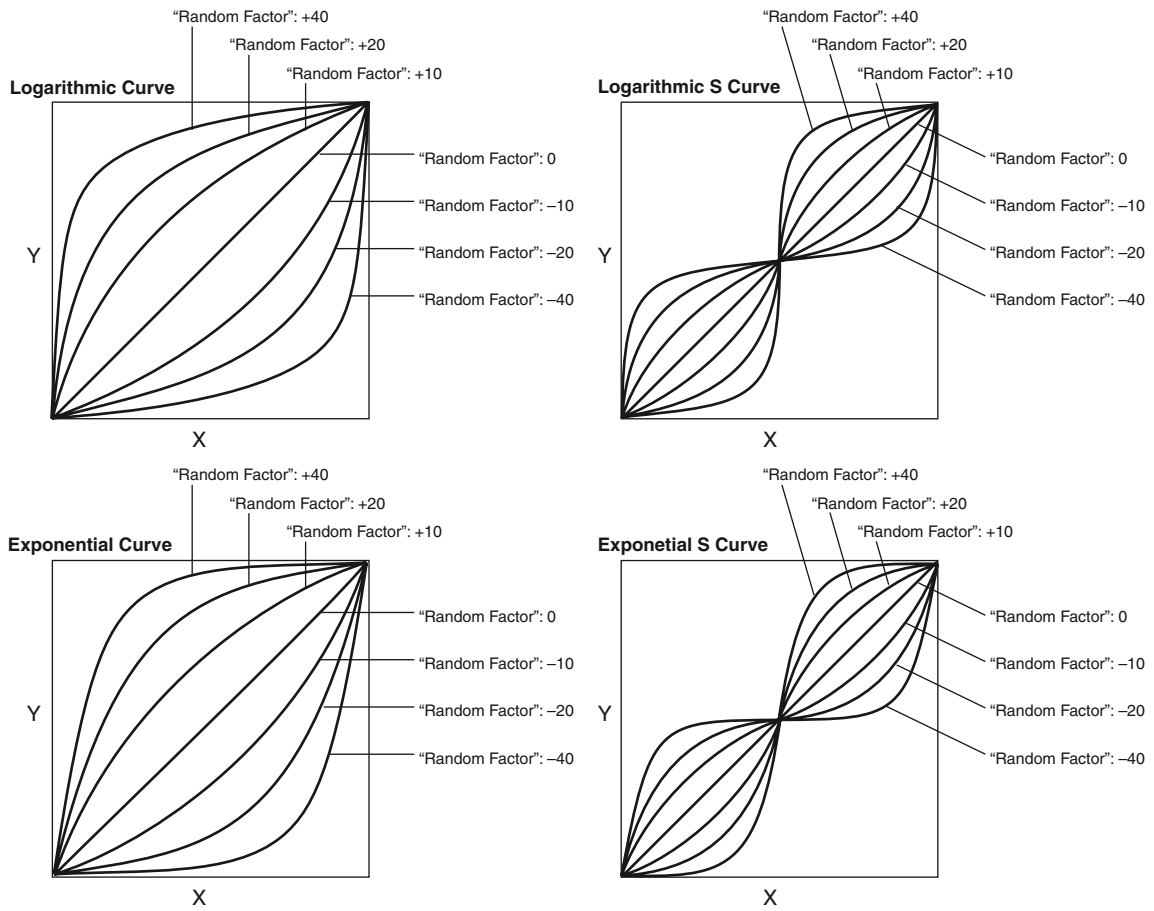 “Random Factor”: +40
“Random Factor”: +20
“Random Factor”: +10
Logarithmic Curve
“Random Factor”: 0
“Random Factor”: –10
“Random Factor”: –20
“Random Factor”: –40
Y
X
“Random Factor”: +40
“Random Factor”: +20
“Random Factor”: +10
Logarithmic S Curve
“Random Factor”: 0
“Random Factor”: –10
“Random Factor”: –20
“Random Factor”: –40
Y
X
“Random Factor”: +40
“Random Factor”: +20
“Random Factor”: +10
Exponential Curve
“Random Factor”: 0
“Random Factor”: –10
“Random Factor”: –20
“Random Factor”: –40
Y
X
“Random Factor”: +40
“Random Factor”: +20
“Random Factor”: +10
Exponetial S Curve
“Random Factor”: 0
“Random Factor”: –10
“Random Factor”: –20
“Random Factor”: –40
Y
X